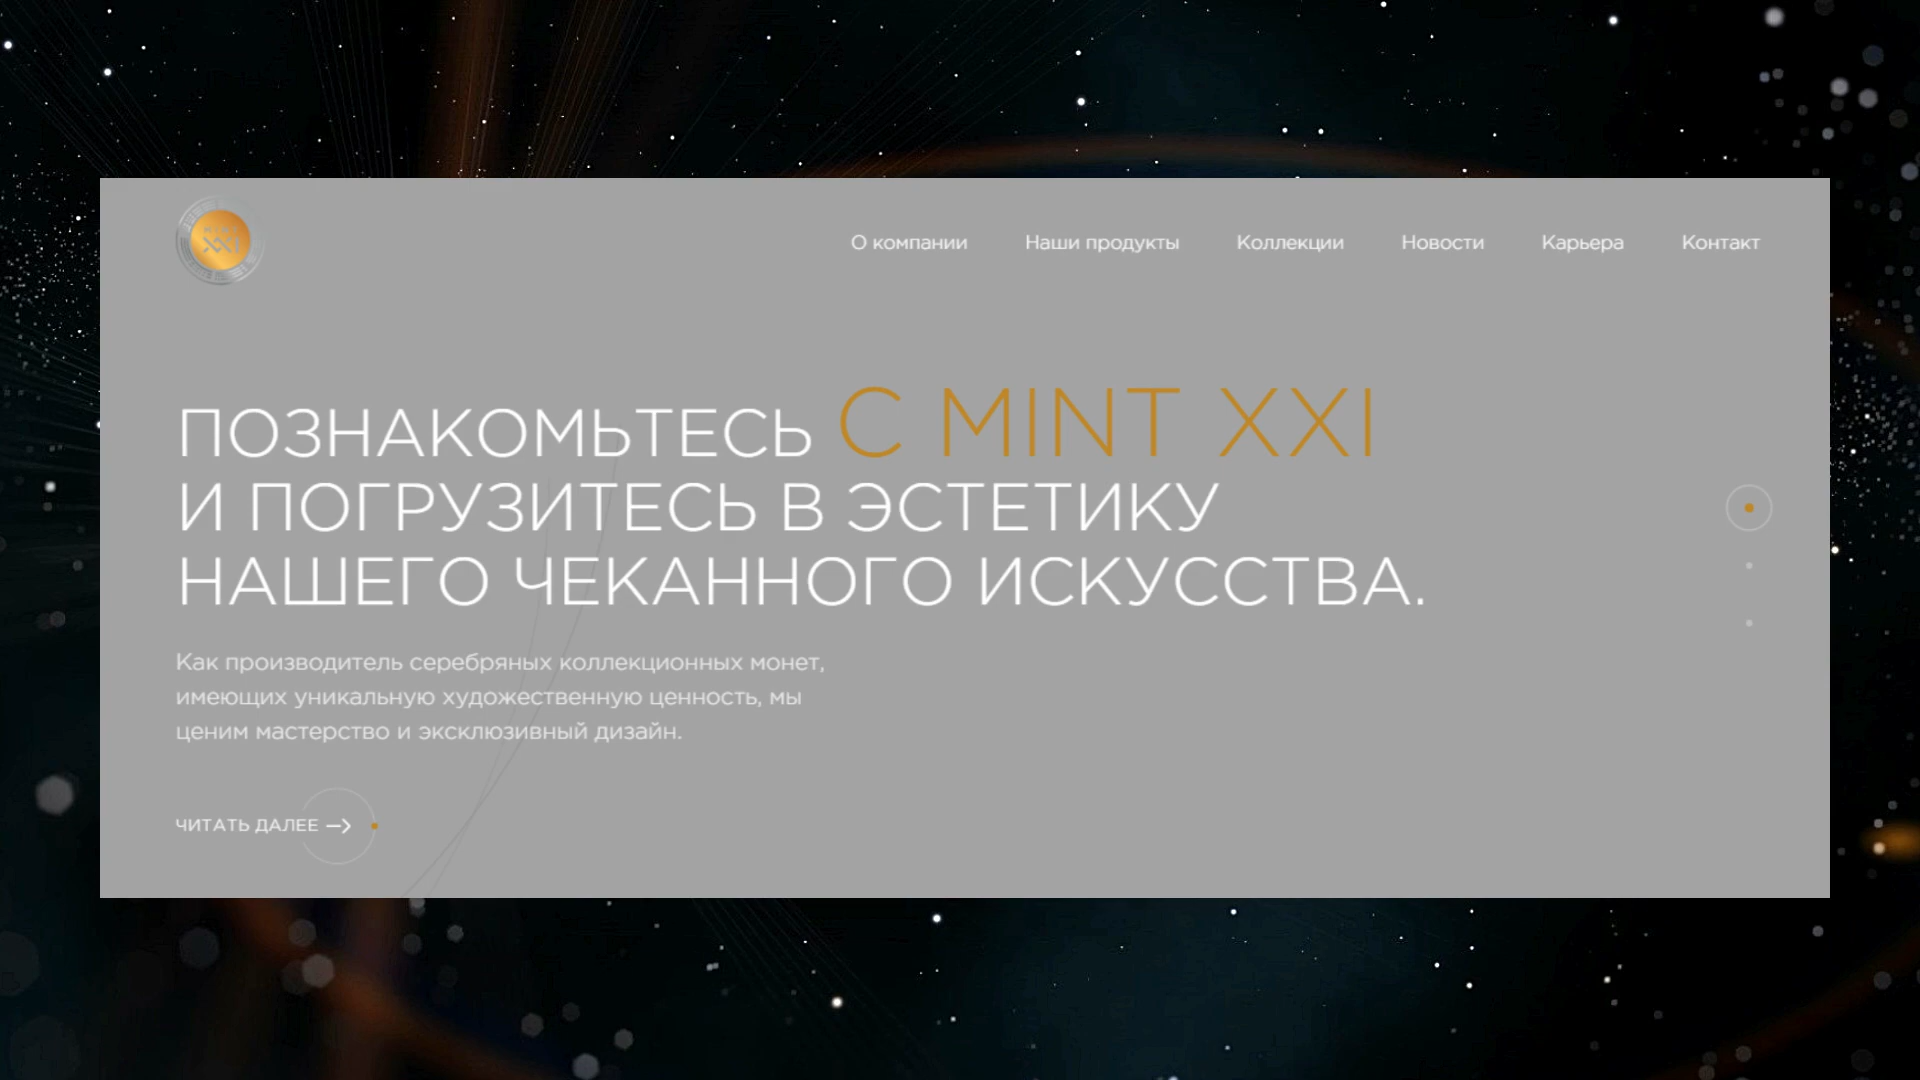 О компании Наши продукты Коллекции Новости Карьера Контакт
ПОЗНАКОМЬТЕСЬ С MINT XXI
И ПОГРУЗИТЕСЬ В ЭСТЕТИКУ
НАШЕГО ЧЕКАННОГО ИСКУССТВА.
Как производитель серебряных коллекционных монет,
имеющих уникальную художественную ценность, мы
ценим мастерство и эксклюзивный дизайн.
ЧИТАТЬ ДАЛЕЕ